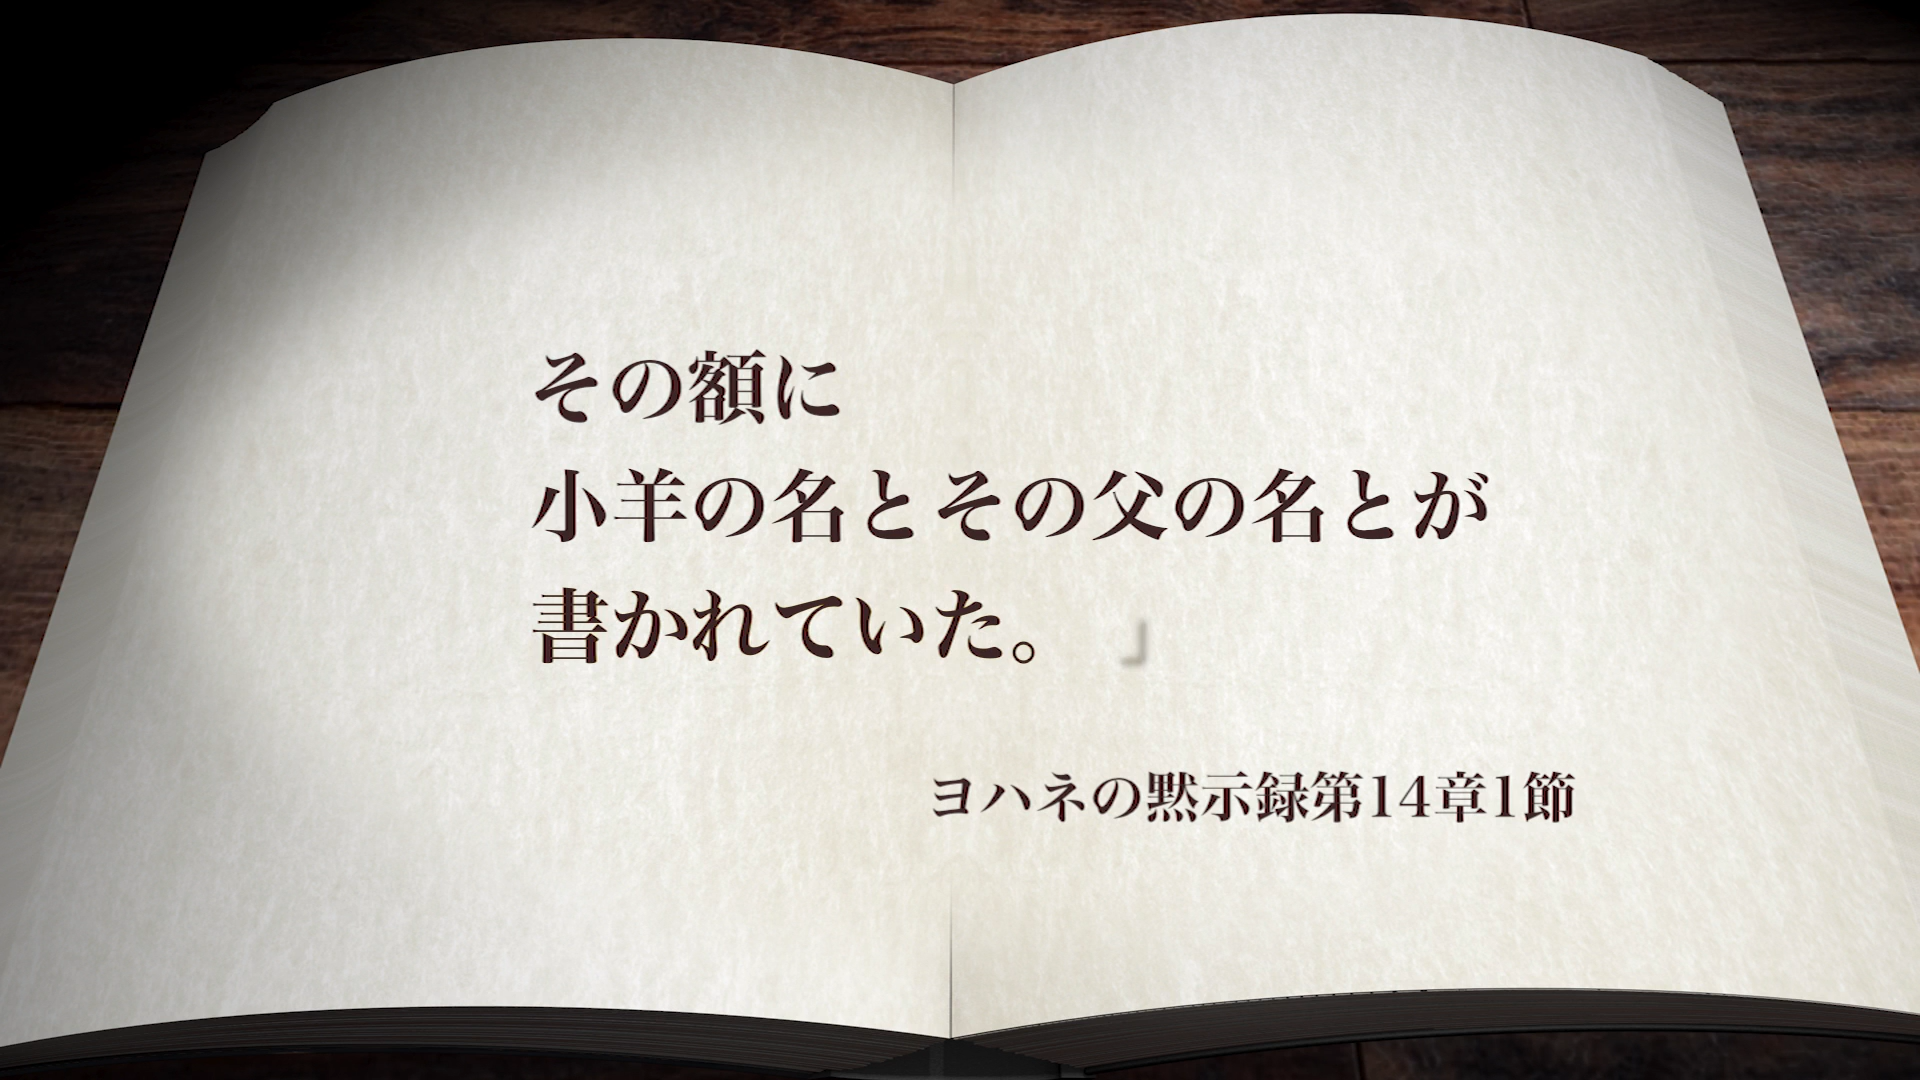 その額に
小羊の名とその父の名とが
書かれていた。　」
ヨハネの黙示録第14章1節